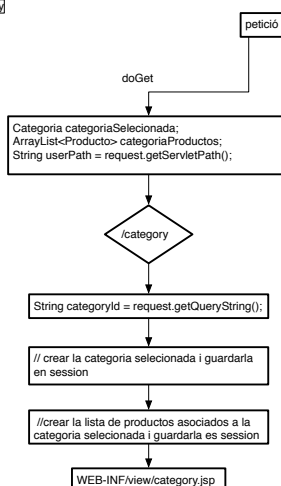 petició
doGet
Categoria categoriaSelecionada;
ArrayList<Producto> categoriaProductos;
String userPath = request.getServletPath();
/category
String categoryId = request.getQueryString();
// crear la categoria selecionada i guardarla
en session
//crear la lista de productos asociados a la
categoria selecionada i guardarla es session
WEB-INF/view/category.jsp